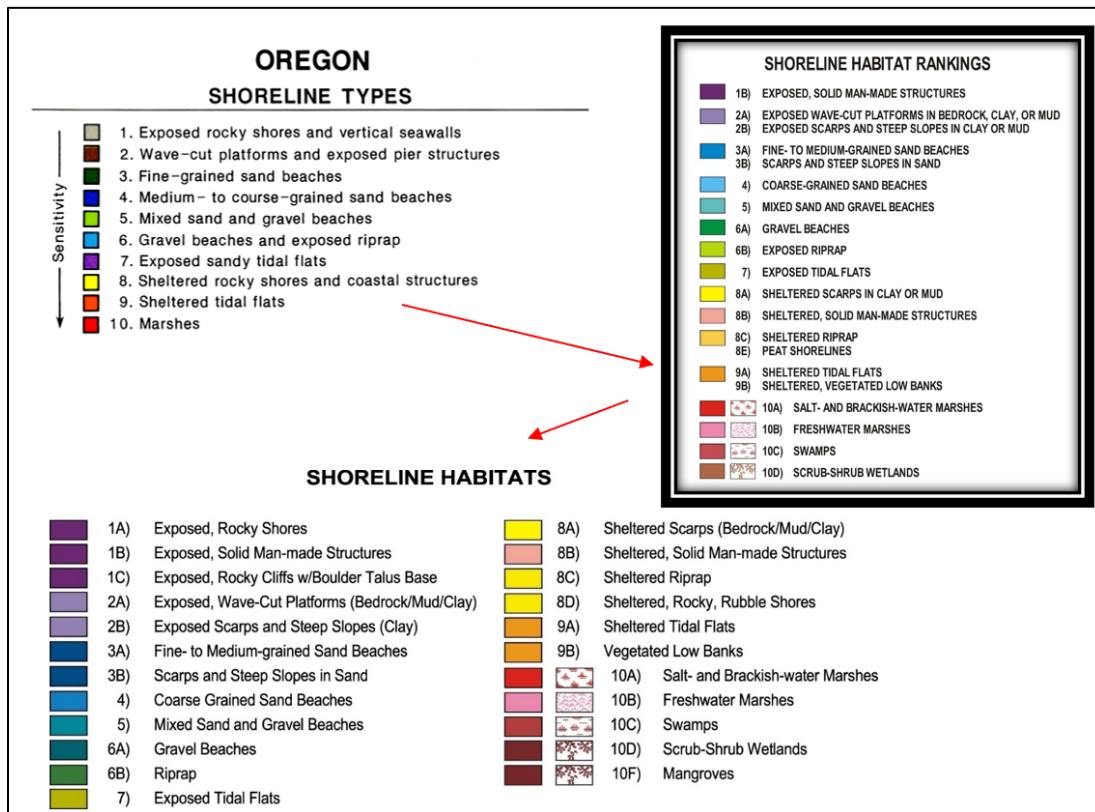 OREGON
SHORELINE TYPES
Sensitivity
1. Exposed rocky shores and vertical seawalls
2. Wave-cut platforms and exposed pier structures
3. Fine-grained sand beaches
4. Medium- to course-grained sand beaches
5. Mixed sand and gravel beaches
6. Gravel beaches and exposed riprap
7. Exposed sandy tidal flats
8. Sheltered rocky shores and coastal structures
9. Sheltered tidal flats
10. Marshes
SHORELINE HABITAT RANKINGS
1B) EXPOSED, SOLID MAN-MADE STRUCTURES
2A) EXPOSED WAVE-CUT PLATFORMS IN BEDROCK, CLAY, OR MUD
2B) EXPOSED SCARPS AND STEEP SLOPES IN CLAY OR MUD
3A) FINE- TO MEDIUM-GRAINED SAND BEACHES
3B) SCARPS AND STEEP SLOPES IN SAND
4) COARSE-GRAINED SAND BEACHES
5) MIXED SAND AND GRAVEL BEACHES
6A) GRAVEL BEACHES
6B) EXPOSED RIPRAP
7) EXPOSED TIDAL FLATS
8A) SHELTERED SCARPS IN CLAY OR MUD
8B) SHELTERED, SOLID MAN-MADE STRUCTURES
8C) SHELTERED RIPRAP
8E) PEAT SHORELINES
9A) SHELTERED TIDAL FLATS
9B) SHELTERED, VEGETATED LOW BANKS
10A) SALT- AND BRACKISH-WATER MARSHES
10B) FRESHWATER MARSHES
10C) SWAMPS
10D) SCRUB-SHRUB WETLANDS
SHORELINE HABITATS
1A) Exposed, Rocky Shores
1B) Exposed, Solid Man-made Structures
1C) Exposed, Rocky Cliffs w/Boulder Talus Base
2A) Exposed, Wave-Cut Platforms (Bedrock/Mud/Clay)
2B) Exposed Scarps and Steep Slopes (Clay)
3A) Fine- to Medium-grained Sand Beaches
3B) Scarps and Steep Slopes in Sand
4) Coarse Grained Sand Beaches
5) Mixed Sand and Gravel Beaches
6A) Gravel Beaches
6B) Riprap
7) Exposed Tidal Flats
8A) Sheltered Scarps (Bedrock/Mud/Clay)
8B) Sheltered, Solid Man-made Structures
8C) Sheltered Riprap
8D) Sheltered, Rocky, Rubble Shores
9A) Sheltered Tidal Flats
9B) Vegetated Low Banks
10A) Salt- and Brackish-water Marshes
10B) Freshwater Marshes
10C) Swamps
10D) Scrub-Shrub Wetlands
10F) Mangroves